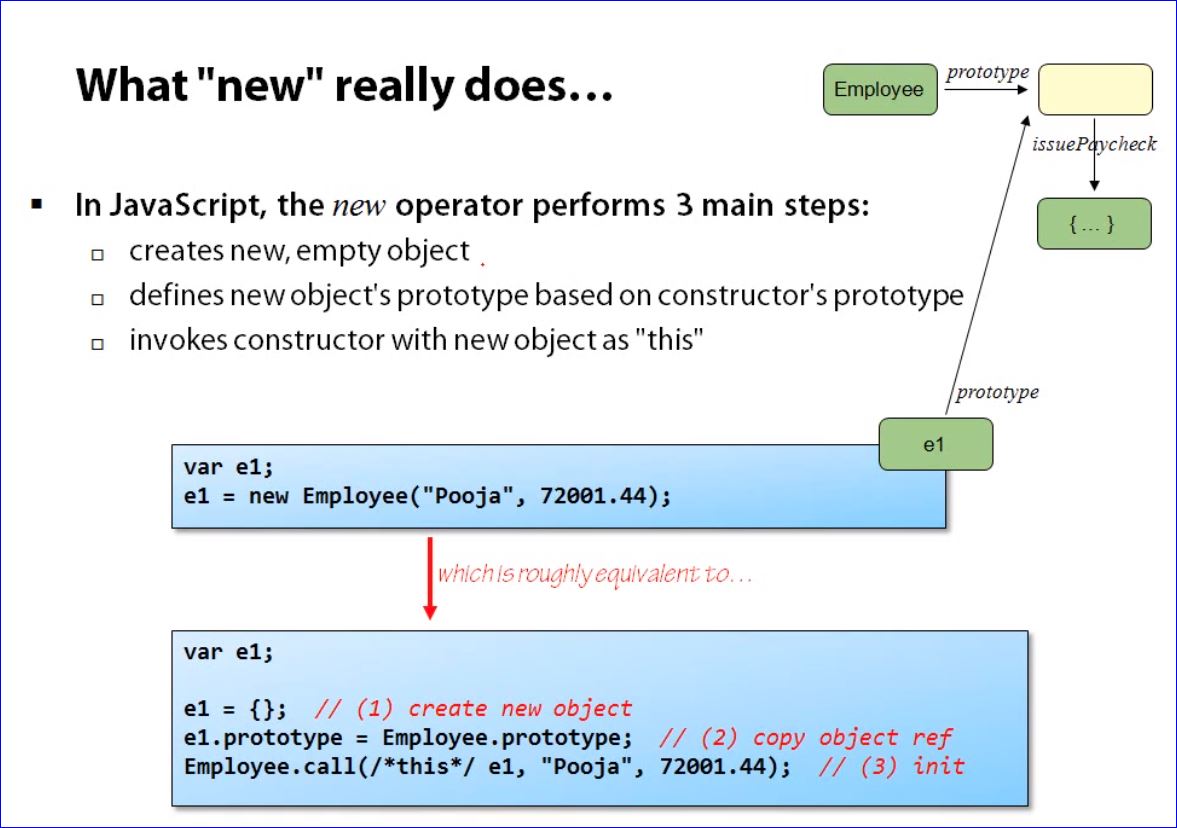 What "new" really does…
Employee
prototype
issuePaycheck
{ ... }
In JavaScript, the new operator performs 3 main steps:
creates new, empty object
defines new object's prototype based on constructor's prototype
invokes constructor with new object as "this"
prototype
e1
var e1;
e1 = new Employee("Pooja", 72001.44);
which is roughly equivalent to...
var e1;
e1 = {};  // (1) create new object
e1.prototype = Employee.prototype;  // (2) copy object ref
Employee.call(/*this*/ e1, "Pooja", 72001.44);  // (3) init